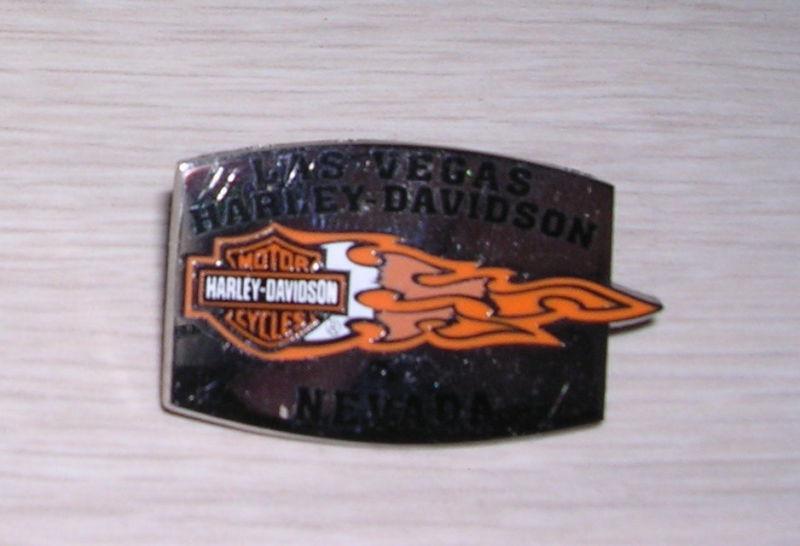 LAS VEGAS
HARLEY-DAVIDSON
MOTOR
HARLEY-DAVIDSON
CYCLES
®
NEVADA